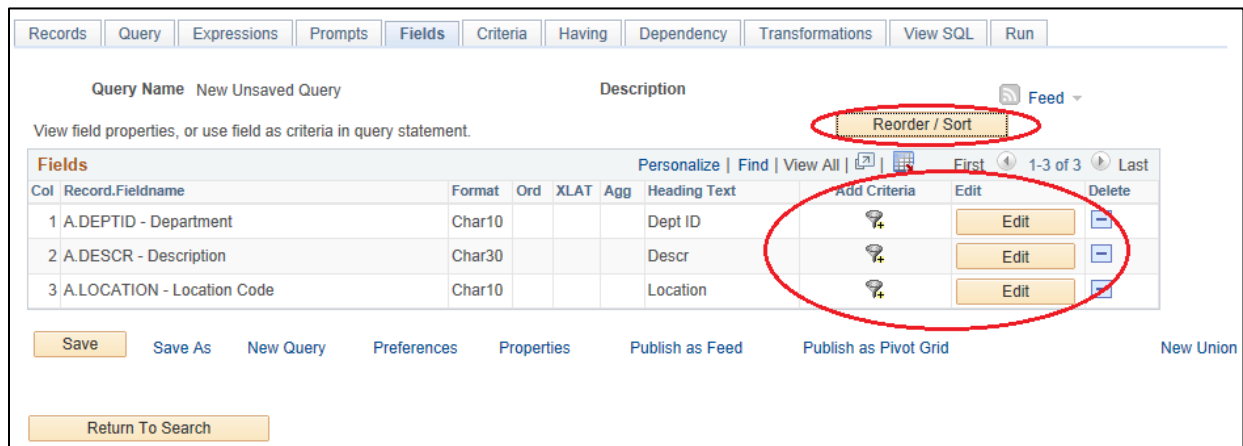 Records Query Expressions Prompts Fields Criteria Having Dependency Transformations View SQL Run
Query Name New Unsaved Query Description Feed
View field properties, or use field as criteria in query statement. Reorder / Sort
Fields Personalize | Find | View All | | First 1-3 of 3 Last
Col Record.Fieldname Format Ord XLAT Agg Heading Text Add Criteria Edit Delete
1 A.DEPTID - Department Char10 Dept ID Edit
2 A.DESCR - Description Char30 Descr Edit
3 A.LOCATION - Location Code Char10 Location Edit
Save Save As New Query Preferences Properties Publish as Feed Publish as Pivot Grid New Union
Return To Search